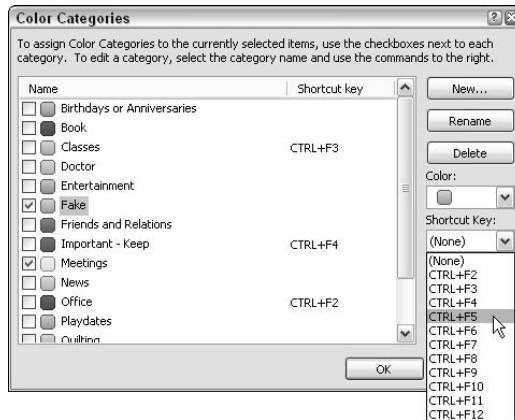 Color Categories
To assign Color Categories to the currently selected items, use the checkboxes next to each
category. To edit a category, select the category name and use the commands to the right.
Name Shortcut key
Birthdays or Anniversaries
Book
Classes CTRL+F3
Doctor
Entertainment
Fake
Friends and Relations
Important - Keep CTRL+F4
Meetings
News
Office CTRL+F2
Playdates
Quilting
New...
Rename
Delete
Color:
Shortcut Key:
(None)
(None)
CTRL+F2
CTRL+F3
CTRL+F4
CTRL+F5
CTRL+F6
CTRL+F7
CTRL+F8
CTRL+F9
CTRL+F10
CTRL+F11
CTRL+F12
OK